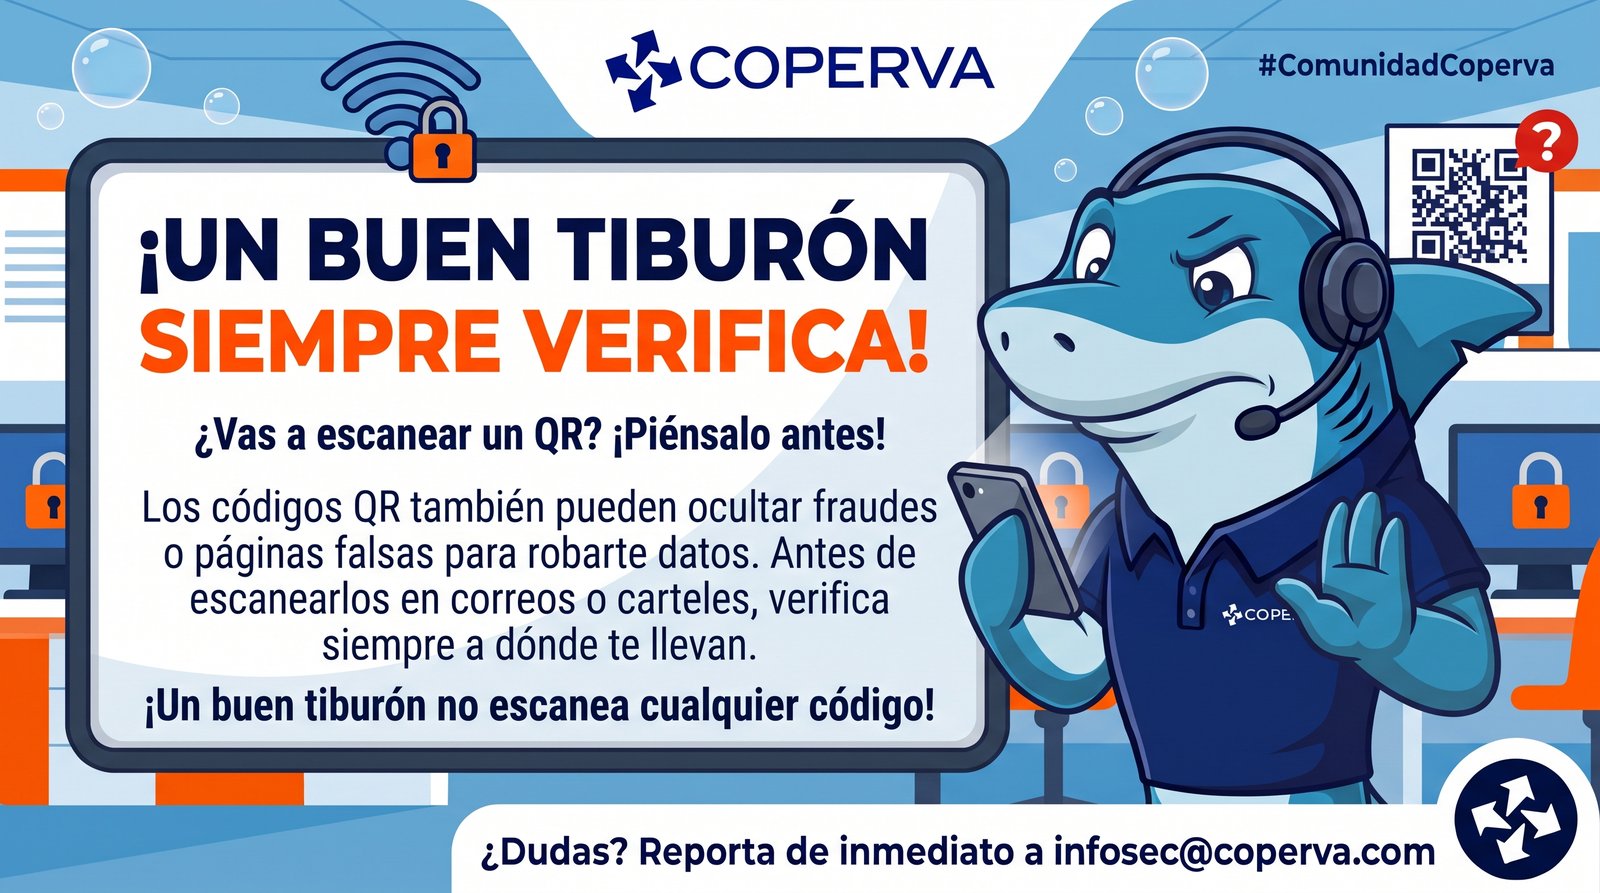 COPERVA
#ComunidadCoperva
?
¡UN BUEN TIBURÓN
SIEMPRE VERIFICA!
¿Vas a escanear un QR? ¡Piénsalo antes!
Los códigos QR también pueden ocultar fraudes
o páginas falsas para robarte datos. Antes de
escanearlos en correos o carteles, verifica
siempre a dónde te llevan.
¡Un buen tiburón no escanea cualquier código!
COPE
¿Dudas? Reporta de inmediato a infosec@coperva.com